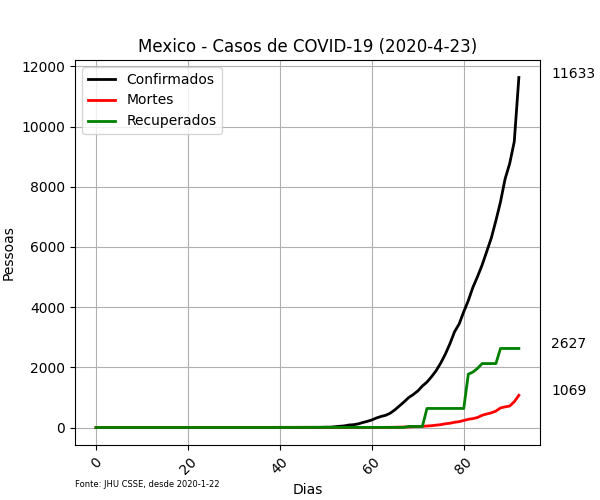 Mexico - Casos de COVID-19 (2020-4-23)
12000
10000
8000
6000
4000
2000
0
Pessoas
Confirmados
Mortes
Recuperados
11633
2627
1069
0
20
40
60
80
Dias
Fonte: JHU CSSE, desde 2020-1-22